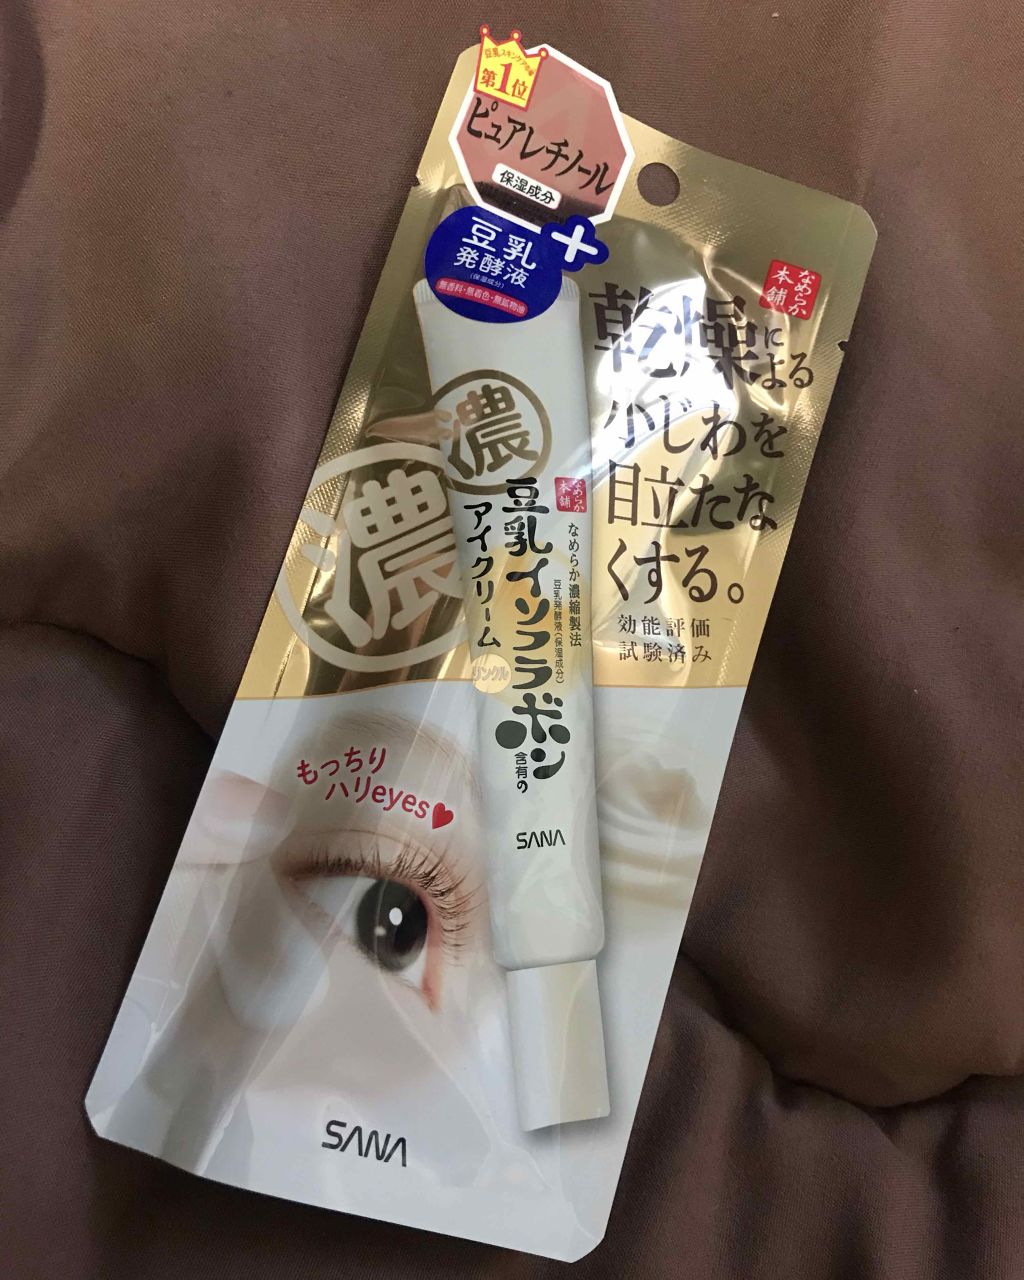 豆乳スキンケア市場
第1位
ピュアレチノール
保湿成分
+
豆乳
発酵液
(保湿成分)
無香料・無着色・無鉱物油
なめらか
本舗
乾燥による
小じわを
目立たな
くする。
効能評価
試験済み
濃
濃
なめらか
本舗
なめらか濃縮製法
豆乳発酵液(保湿成分)
豆乳イソフラボン
含有の
アイクリーム
リンクル
SANA
もっちり
ハリeyes♥
SANA